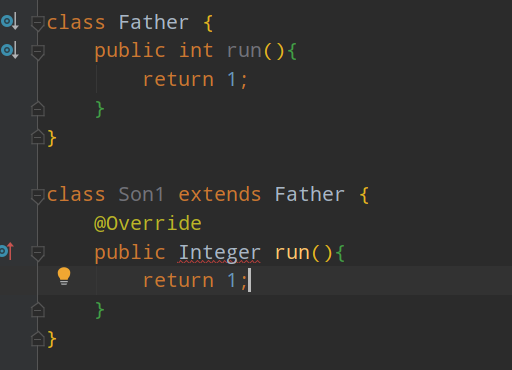 class Father {
    public int run(){
        return 1;
    }
}
class Son1 extends Father {
    @Override
    public Integer run(){
        return 1;
    }
}